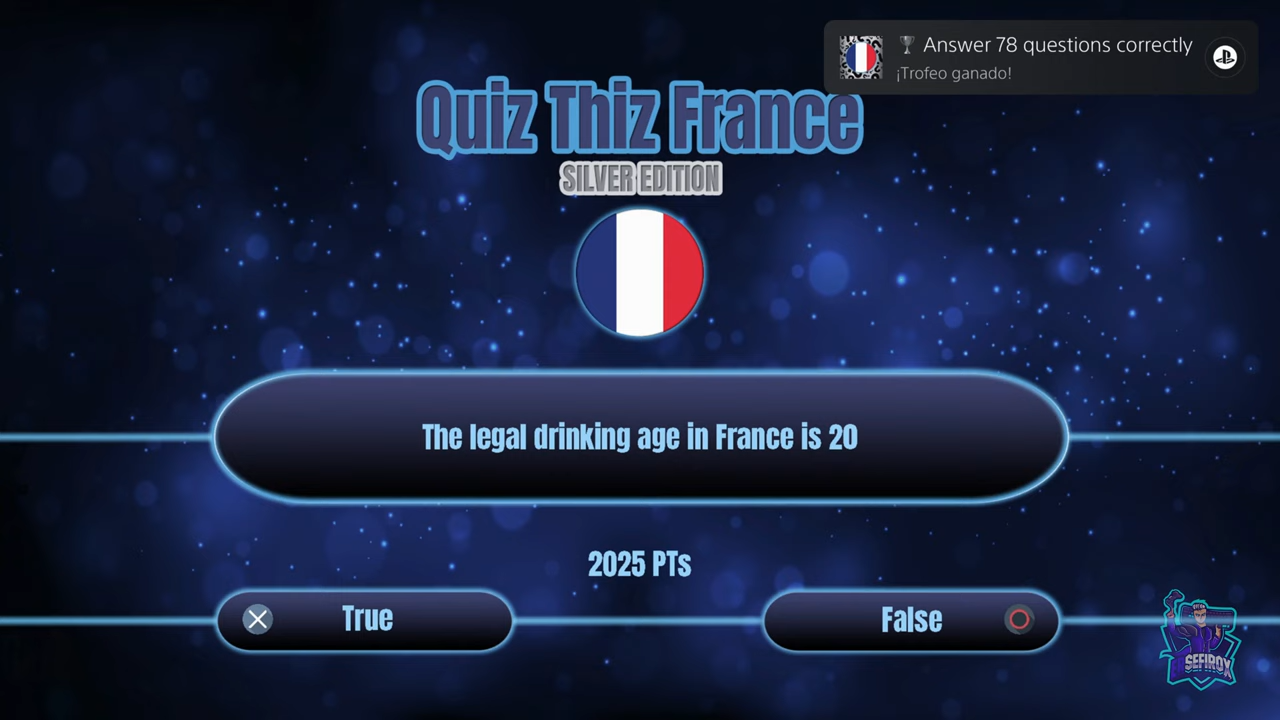 Answer 78 questions correctly
¡Trofeo ganado!
Quiz Thiz France
SILVER EDITION
The legal drinking age in France is 20
2025 PTs
True
False
SEFIROX